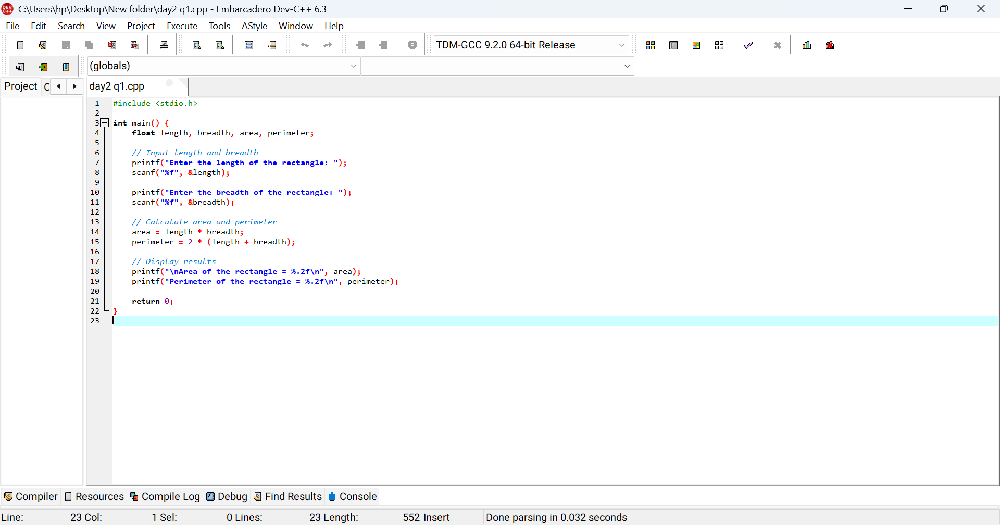 C:\Users\hp\Desktop\New folder\day2 q1.cpp - Embarcadero Dev-C++ 6.3
File Edit Search View Project Execute Tools AStyle Window Help
TDM-GCC 9.2.0 64-bit Release
(globals)
Project C day2 q1.cpp
1 #include <stdio.h>
2
3 int main() {
4     float length, breadth, area, perimeter;
5
6     // Input length and breadth
7     printf("Enter the length of the rectangle: ");
8     scanf("%f", &length);
9
10     printf("Enter the breadth of the rectangle: ");
11     scanf("%f", &breadth);
12
13     // Calculate area and perimeter
14     area = length * breadth;
15     perimeter = 2 * (length + breadth);
16
17     // Display results
18     printf("\nArea of the rectangle = %.2f\n", area);
19     printf("Perimeter of the rectangle = %.2f\n", perimeter);
20
21     return 0;
22 }
23
Compiler Resources Compile Log Debug Find Results Console
Line: 23 Col: 1 Sel: 0 Lines: 23 Length: 552 Insert Done parsing in 0.032 seconds